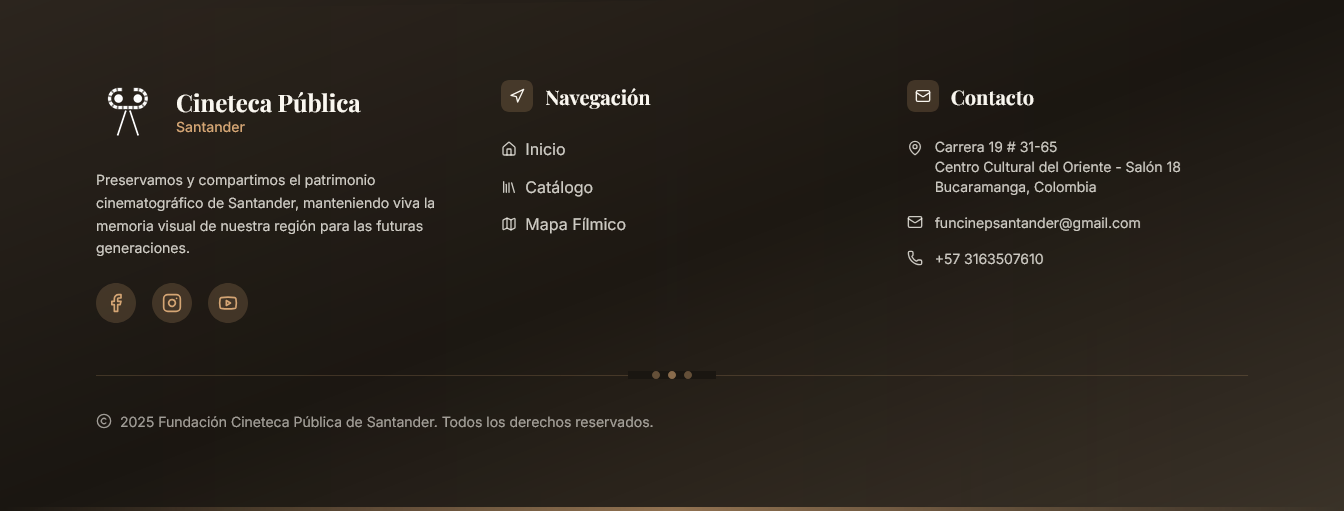 Cineteca Pública
Santander
Preservamos y compartimos el patrimonio
cinematográfico de Santander, manteniendo viva la
memoria visual de nuestra región para las futuras
generaciones.
Navegación
Inicio
Catálogo
Mapa Fílmico
Contacto
Carrera 19 # 31-65
Centro Cultural del Oriente - Salón 18
Bucaramanga, Colombia
funcinepsantander@gmail.com
+57 3163507610
© 2025 Fundación Cineteca Pública de Santander. Todos los derechos reservados.